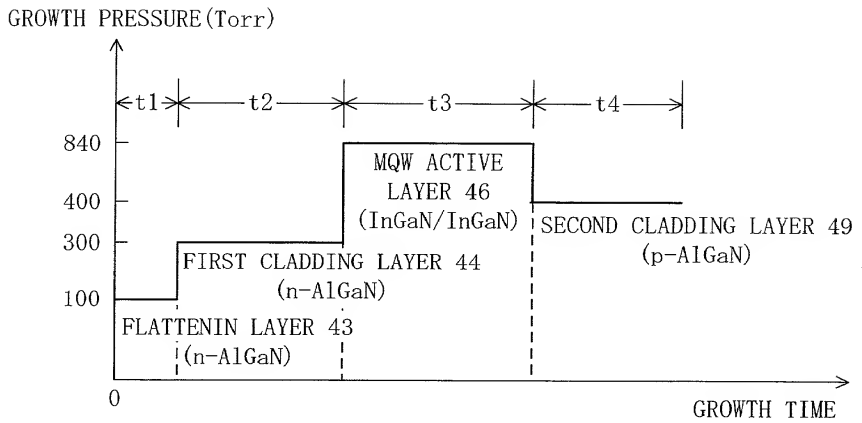 GROWTH PRESSURE(Torr)
t1
t2
t3
t4
840
MQW ACTIVE
LAYER 46
(InGaN/InGaN)
400
SECOND CLADDING LAYER 49
(p-AlGaN)
300
FIRST CLADDING LAYER 44
(n-AlGaN)
100
FLATTENIN LAYER 43
(n-AlGaN)
0
GROWTH TIME